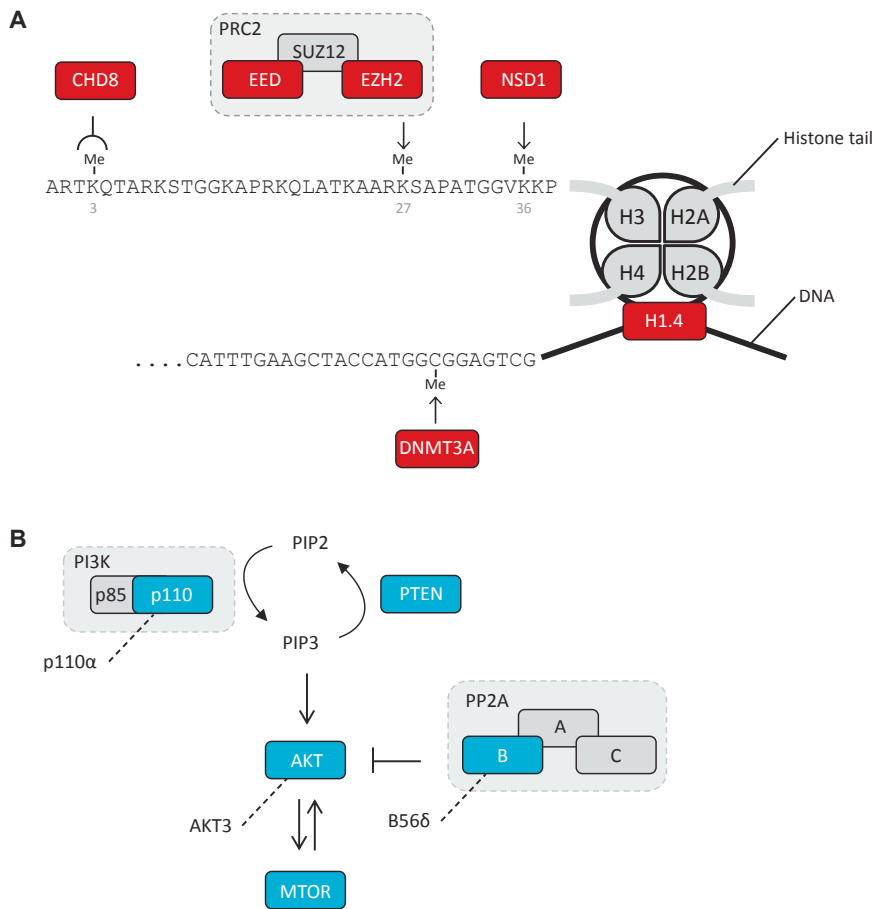 A
PRC2
SUZ12
CHD8
EED
EZH2
NSD1
Me
Me
Me
Histone tail
ARTKQTARKSTGGKAPRKQLATKAARKSAPATGGVKKP
3
27
36
H3
H2A
H4
H2B
H1.4
DNA
....CATTTGAAGCTACCATGGCGGAGTCG
Me
DNMT3A
B
PI3K
p85
p110
PIP2
PTEN
PIP3
p110α
PP2A
A
B
C
AKT
AKT3
B56δ
MTOR